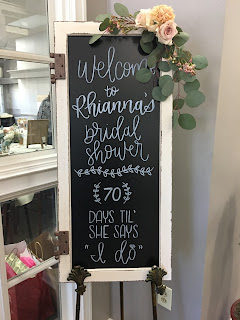 Welcome
to
Rhianna's
bridal
shower
70
DAYS TIL'
SHE SAYS
"I do"